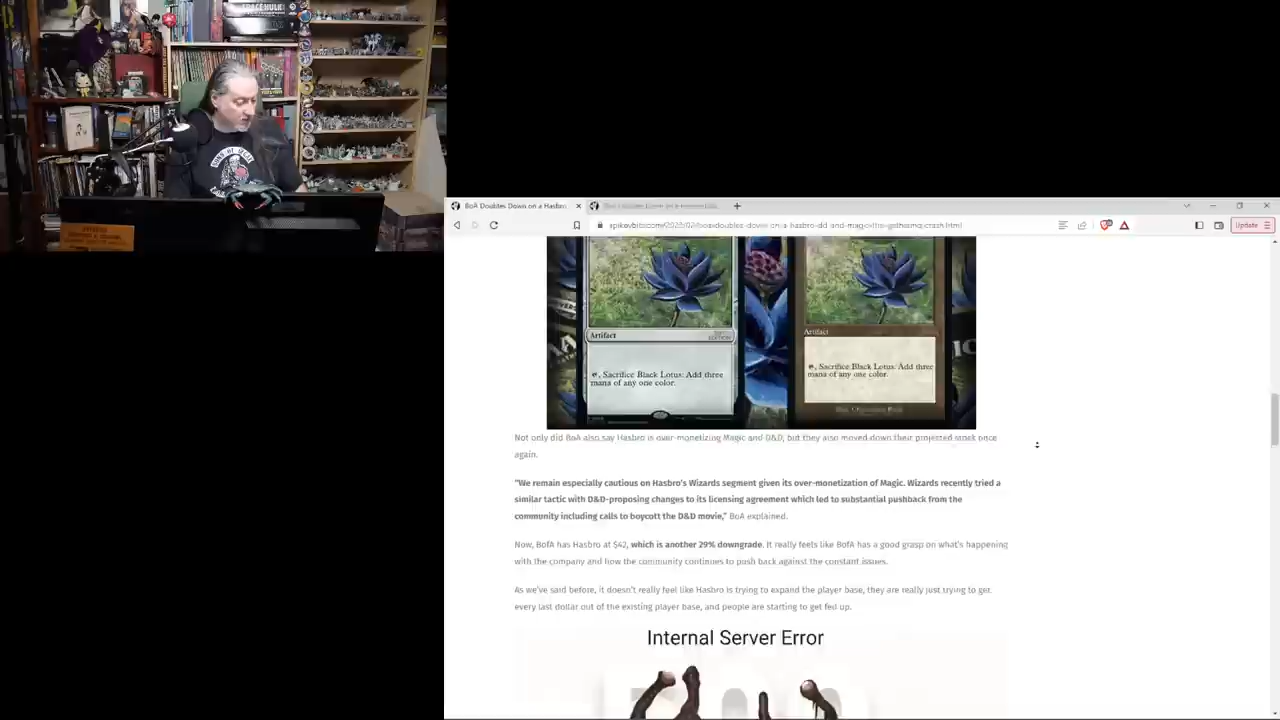 SPACE HULK
BoA Doubles Down on a Hasbro
Update
Artifact
Artifact
, Sacrifice Black Lotus: Add three
mana of any one color.
, Sacrifice Black Lotus: Add three
mana of any one color.
Not only did BoA also say Hasbro is over-monetizing Magic and D&D, but they also moved down their projected stock once
again.
"We remain especially cautious on Hasbro's Wizards segment given its over-monetization of Magic. Wizards recently tried a
similar tactic with D&D-proposing changes to its licensing agreement which led to substantial pushback from the
community including calls to boycott the D&D movie," BoA explained.
Now, BofA has Hasbro at $42, which is another 29% downgrade. It really feels like BofA has a good grasp on what's happening
with the company and how the community continues to push back against the constant issues.
As we've said before, it doesn't really feel like Hasbro is trying to expand the player base, they are really just trying to get
every last dollar out of the existing player base, and people are starting to get fed up.
Internal Server Error